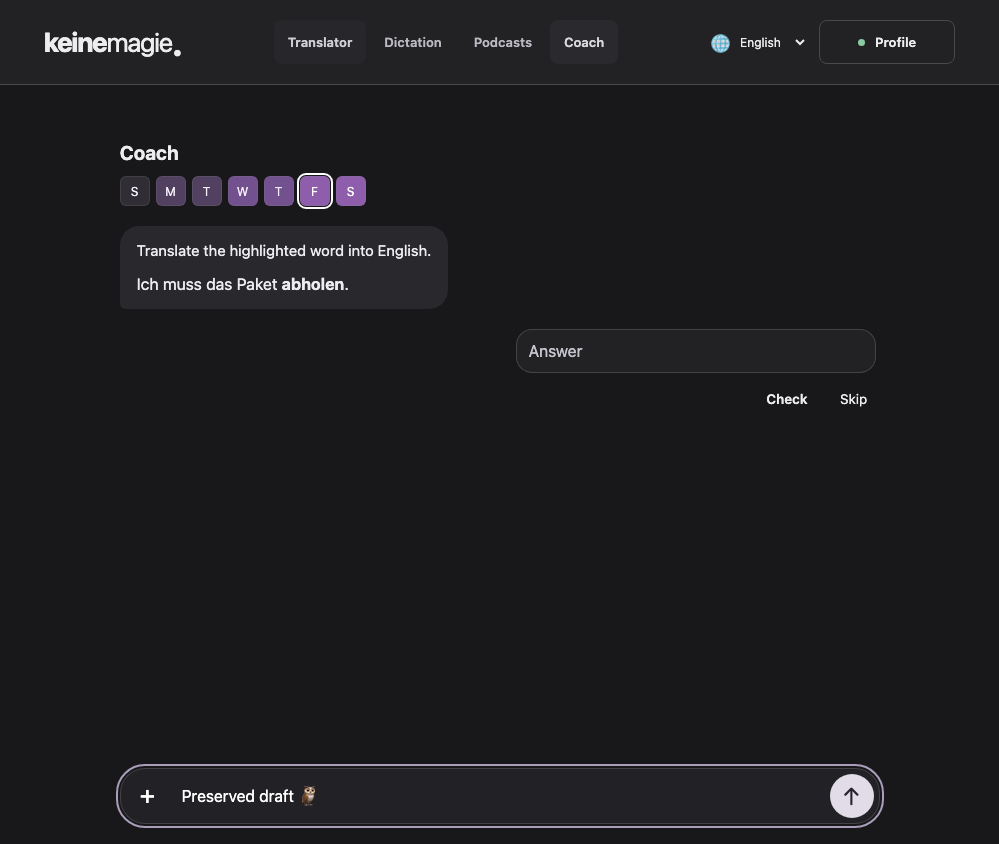 keinemagie.
Translator Dictation Podcasts Coach
English
Profile
Coach
S M T W T F S
Translate the highlighted word into English.
Ich muss das Paket abholen.
Answer
Check Skip
Preserved draft 🦉